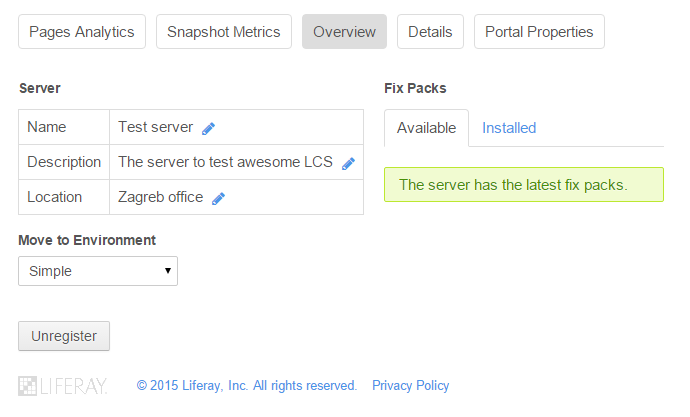 Pages Analytics Snapshot Metrics Overview Details Portal Properties
Server
Name Test server
Description The server to test awesome LCS
Location Zagreb office
Move to Environment
Simple
Unregister
Fix Packs
Available Installed
The server has the latest fix packs.
LIFERAY. © 2015 Liferay, Inc. All rights reserved. Privacy Policy